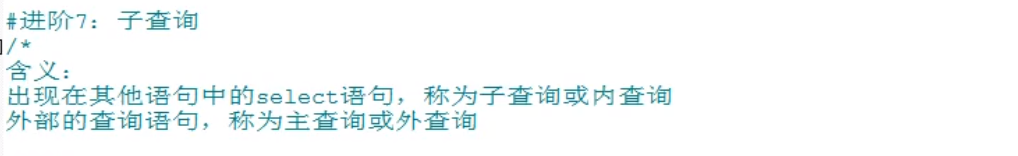 #进阶7：子查询
/*
含义：
出现在其他语句中的select语句，称为子查询或内查询
外部的查询语句，称为主查询或外查询